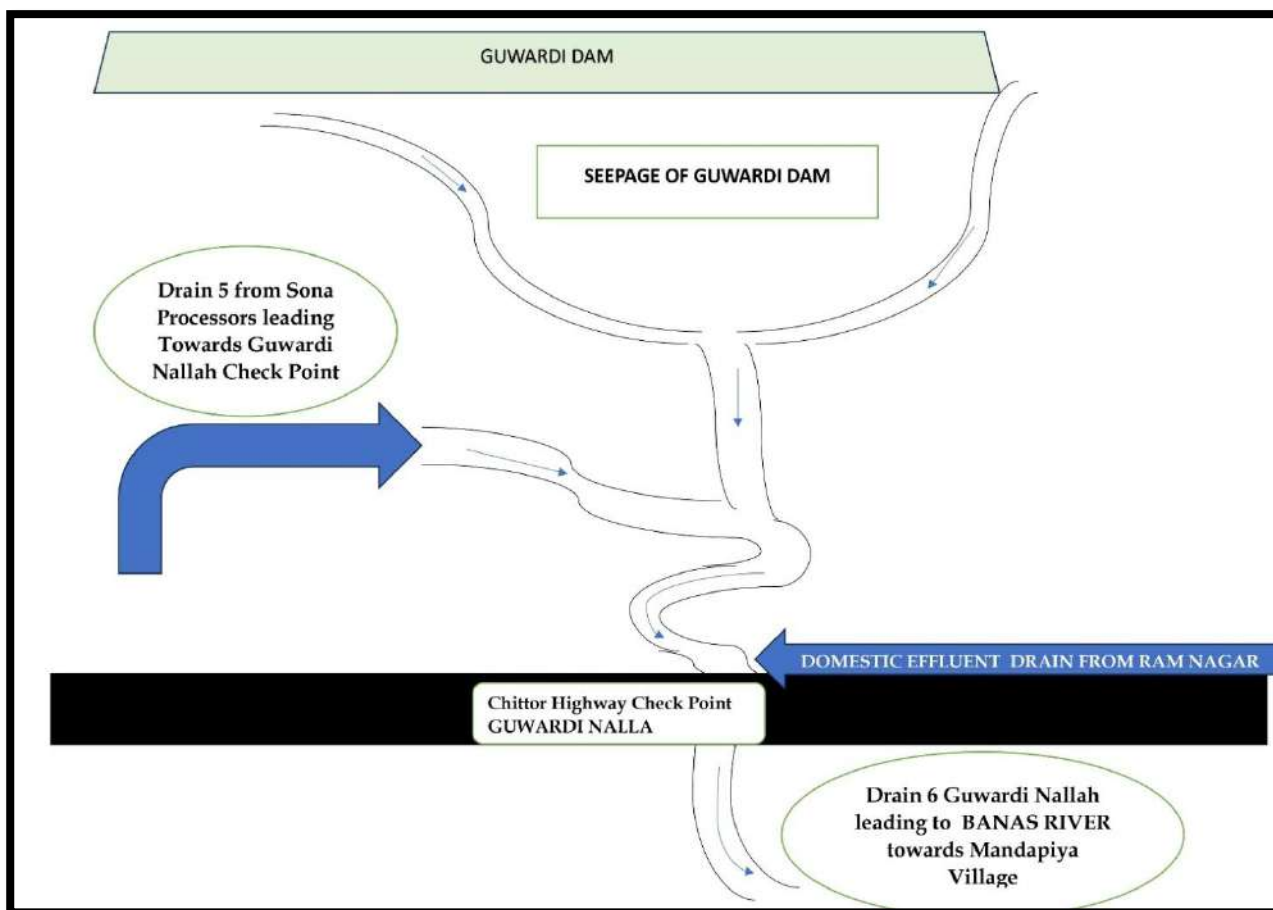 GUWARDI DAM
SEEPAGE OF GUWARDI DAM
Drain 5 from Sona
Processors leading
Towards Guwardi
Nallah Check Point
DOMESTIC EFFLUENT DRAIN FROM RAM NAGAR
Chittor Highway Check Point
GUWARDI NALLA
Drain 6 Guwardi Nallah
leading to BANAS RIVER
towards Mandapiya
Village